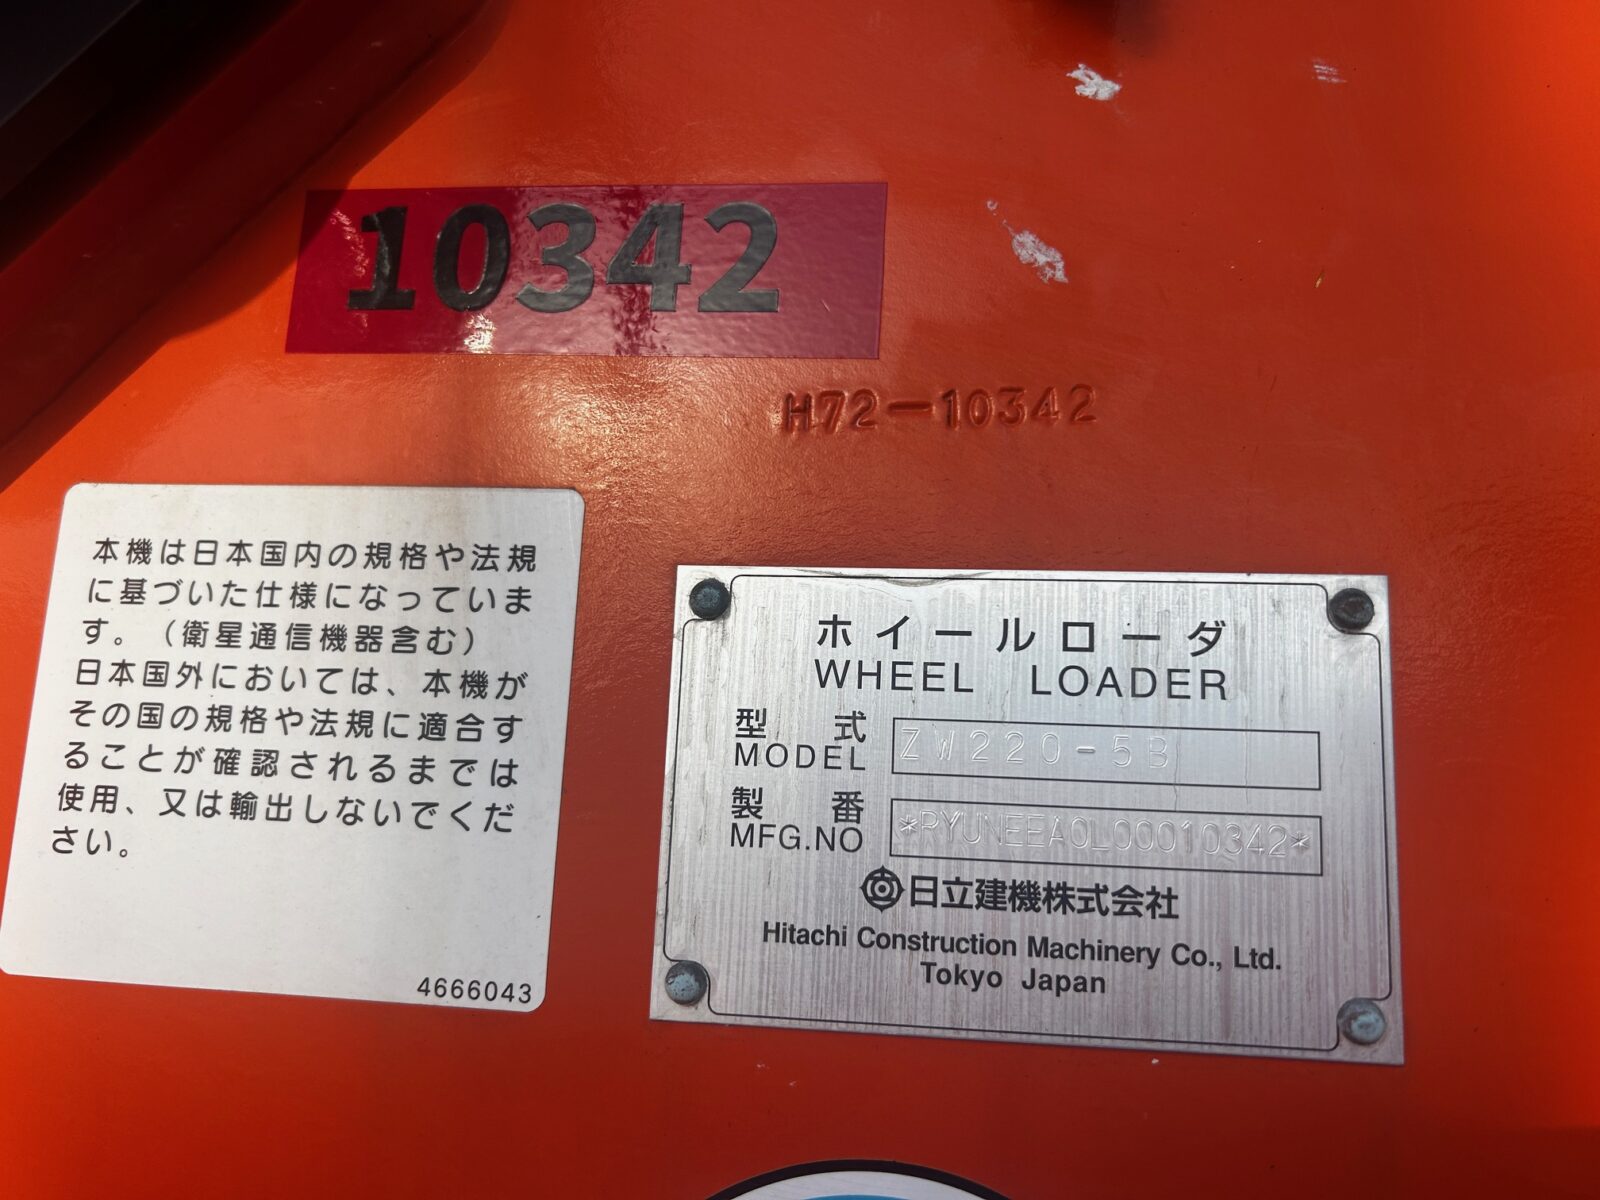 10342
H72-10342
本機は日本国内の規格や法規
に基づいた仕様になっていま
す。（衛星通信機器含む）
日本国外においては、本機が
その国の規格や法規に適合す
ることが確認されるまでは
使用、又は輸出しないでくだ
さい。
4666043
ホイールローダ
WHEEL LOADER
型 式
MODEL
ZW220-5B
製 番
MFG.NO
*RYUNEEA0L00010342*
日立建機株式会社
Hitachi Construction Machinery Co., Ltd.
Tokyo Japan